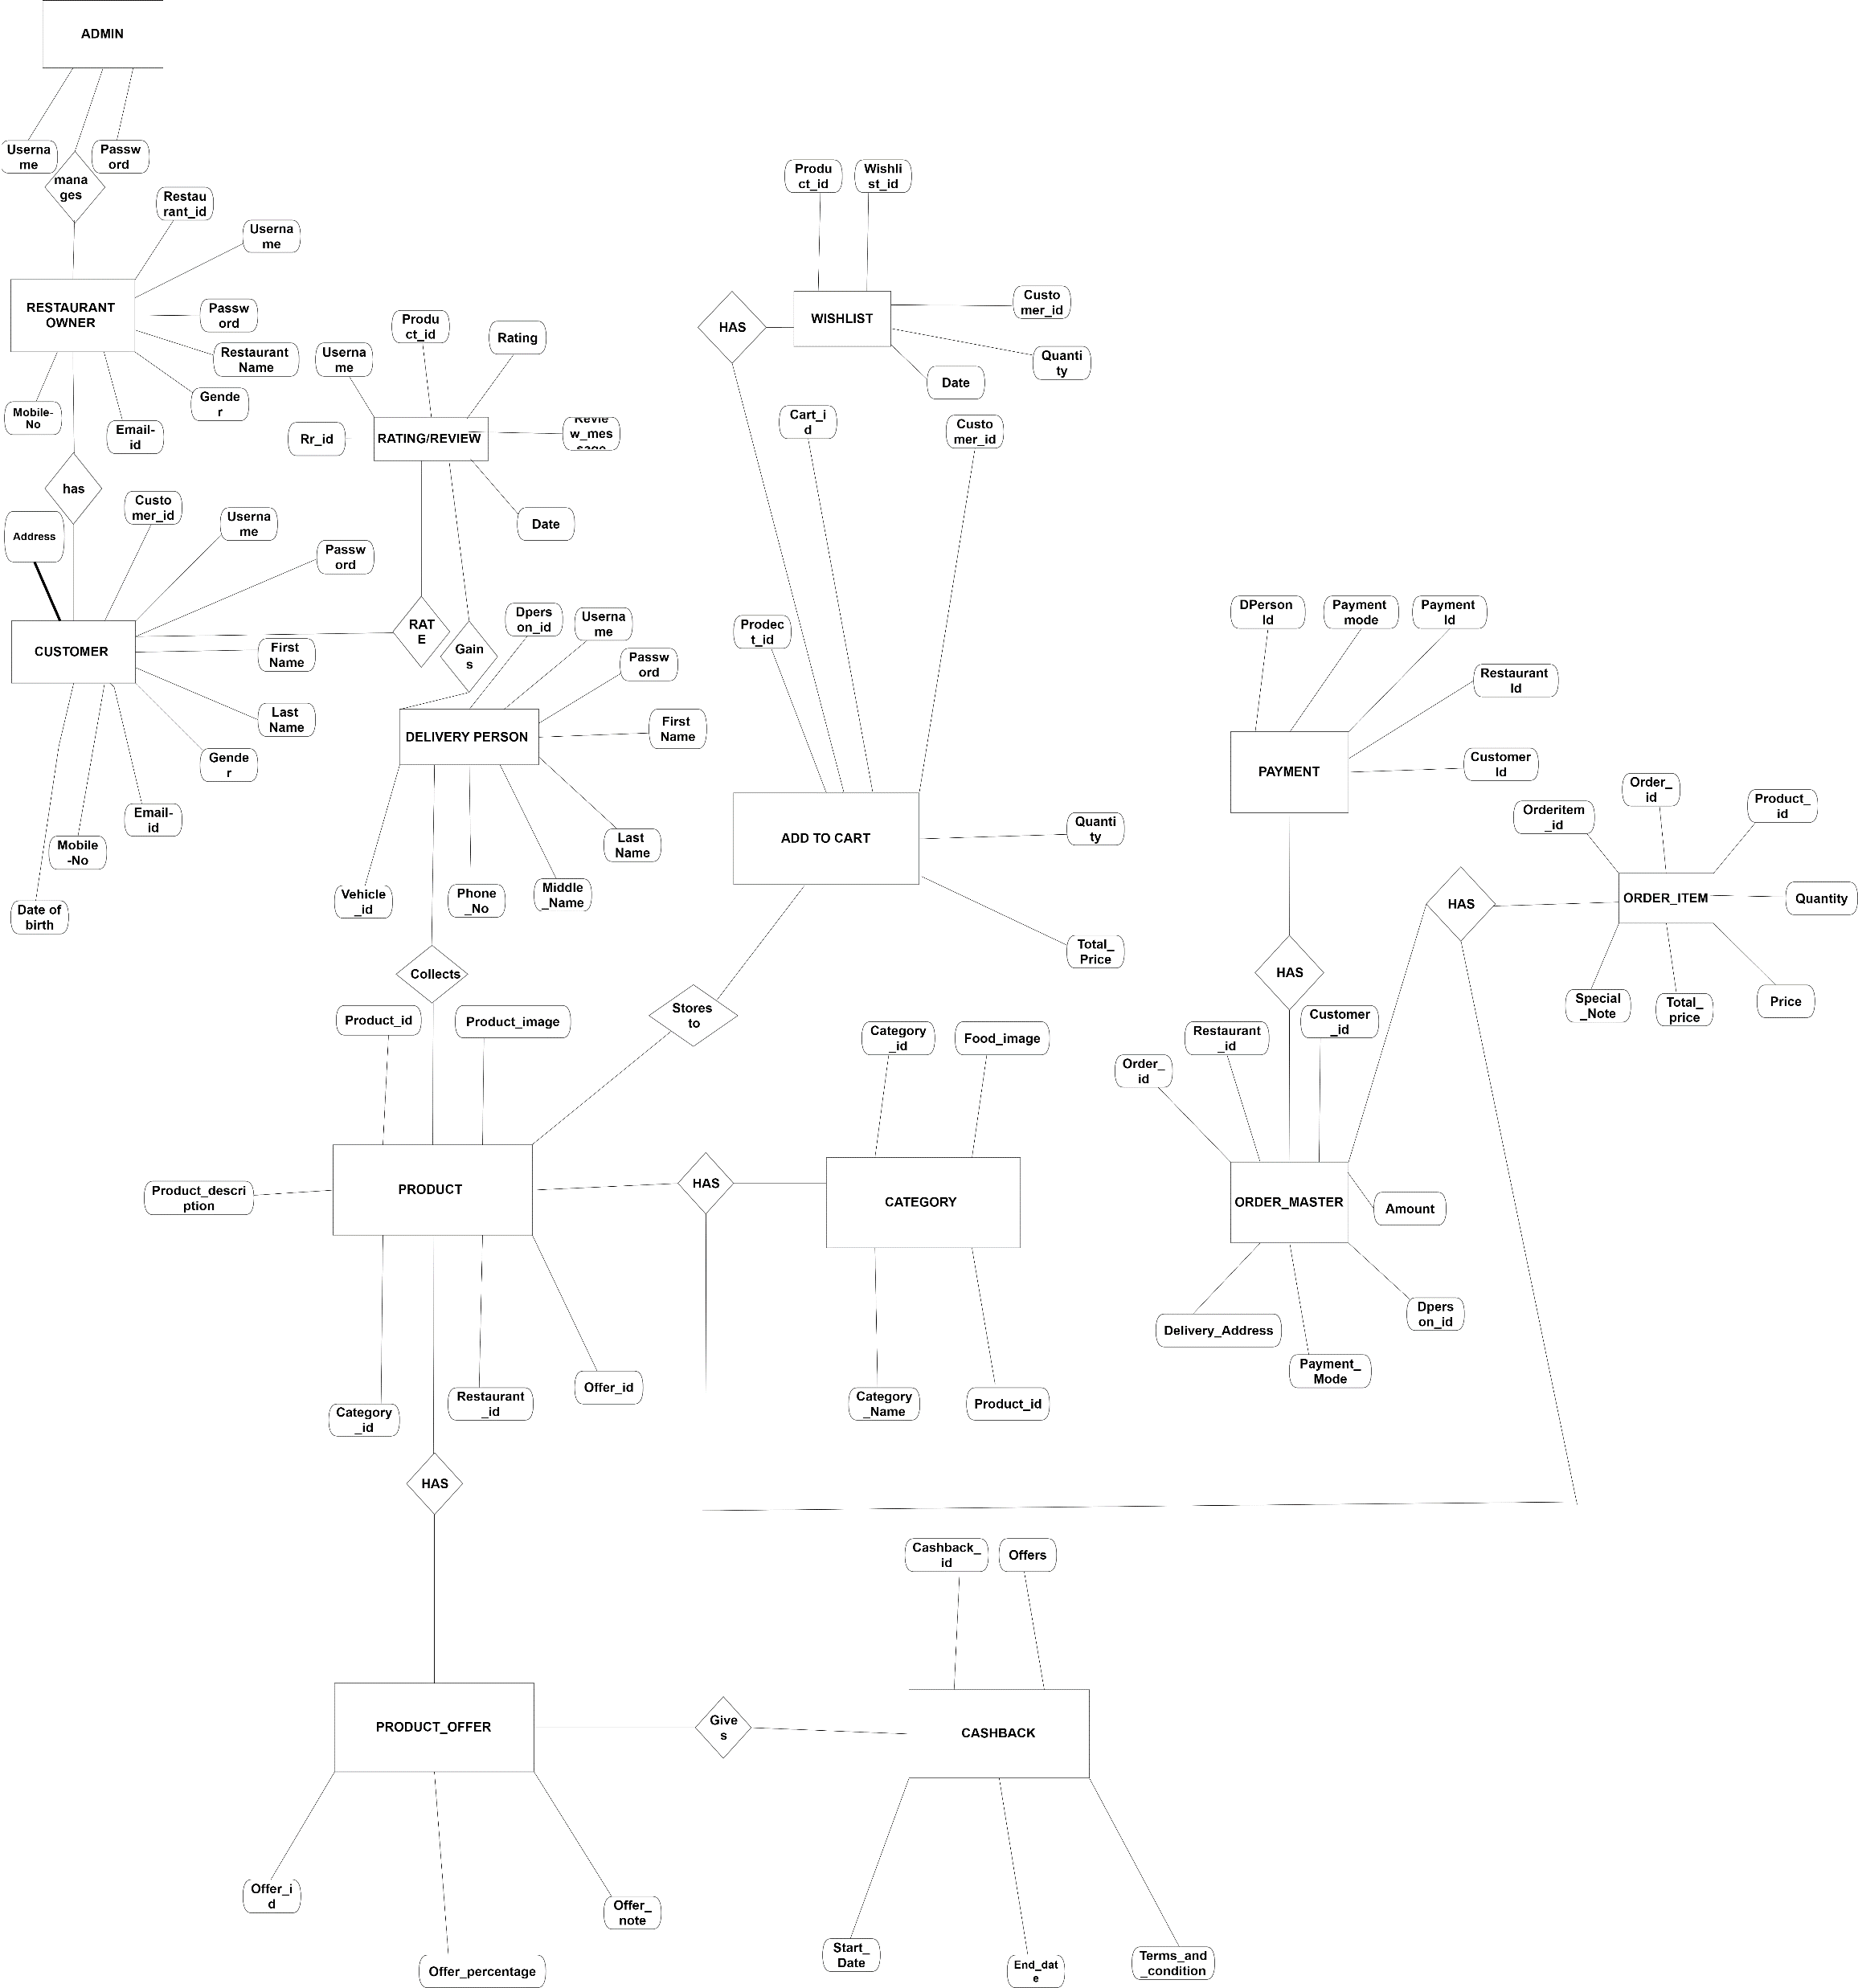 ADMIN
Userna
me
Passw
ord
mana
ges
Restau
rant_id
Userna
me
RESTAURANT
OWNER
Passw
ord
Restaurant
Name
Gende
r
Mobile-
No
Email-
id
has
Produ
ct_id
Wishli
st_id
HAS
WISHLIST
Custo
mer_id
Quanti
ty
Date
Produ
ct_id
Rating
Userna
me
Rr_id
RATING/REVIEW
Revie
w_mes
sage
Date
Cart_i
d
Custo
mer_id
Address
Custo
mer_id
Userna
me
Passw
ord
CUSTOMER
First
Name
Last
Name
Gende
r
Email-
id
Mobile
-No
Date of
birth
RAT
E
Gain
s
Dpers
on_id
Userna
me
Passw
ord
First
Name
DELIVERY PERSON
Last
Name
Middle
_Name
Phone
_No
Vehicle
_id
Prodec
t_id
ADD TO CART
Quanti
ty
Total_
Price
DPerson
Id
Payment
mode
Payment
Id
Restaurant
Id
PAYMENT
Customer
Id
Orderitem
_id
Order_
id
Product_
id
HAS
ORDER_ITEM
Quantity
Special
_Note
Total_
price
Price
Collects
Stores
to
HAS
Product_id
Product_image
Category
_id
Food_image
Order_
id
Restaurant
_id
Customer
_id
Product_descri
ption
PRODUCT
HAS
CATEGORY
ORDER_MASTER
Amount
Delivery_Address
Payment_
Mode
Dpers
on_id
Category
_id
Restaurant
_id
Offer_id
Category
_Name
Product_id
HAS
Cashback_
id
Offers
PRODUCT_OFFER
Give
s
CASHBACK
Offer_i
d
Offer_
note
Offer_percentage
Start_
Date
End_dat
e
Terms_and
_condition